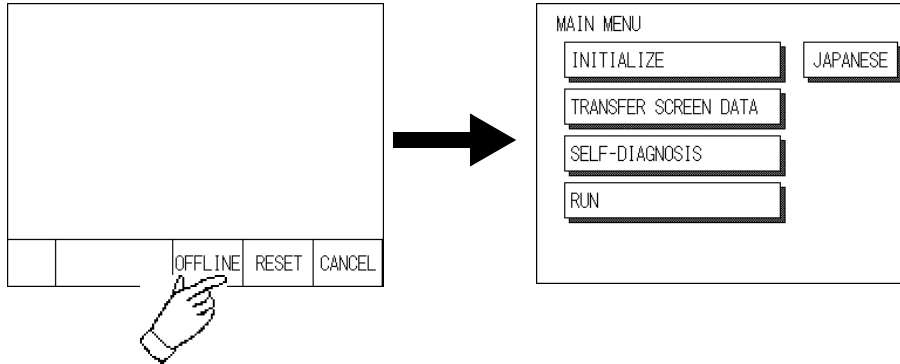 OFFLINE RESET CANCEL
MAIN MENU
INITIALIZE JAPANESE
TRANSFER SCREEN DATA
SELF-DIAGNOSIS
RUN